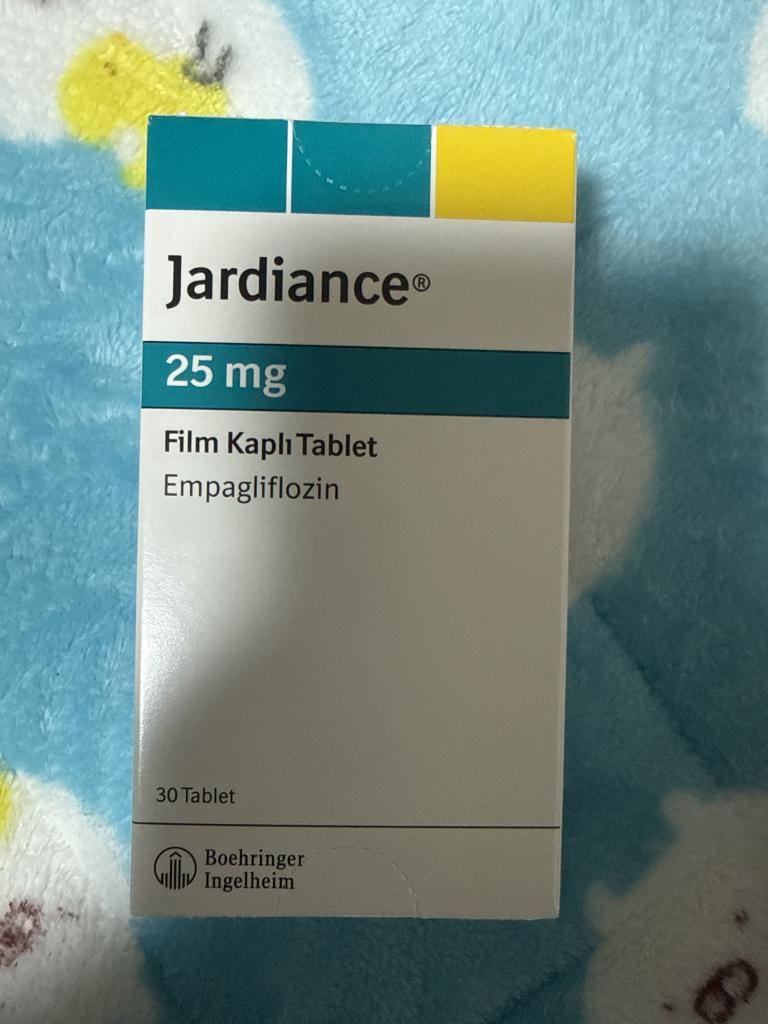 Jardiance®
25 mg
Film Kaplı Tablet
Empagliflozin
30 Tablet
Boehringer
Ingelheim